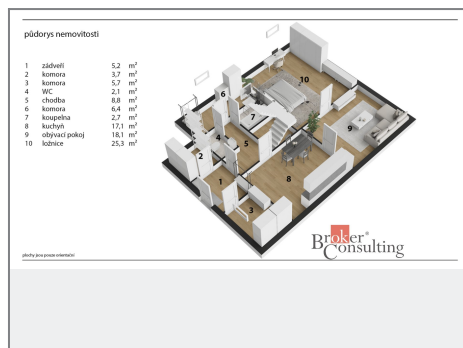 půdorys nemovitosti
1 zádveří 5,2 m²
2 komora 3,7 m²
3 komora 5,7 m²
4 WC 2,1 m²
5 chodba 8,8 m²
6 komora 6,4 m²
7 koupelna 2,7 m²
8 kuchyň 17,1 m²
9 obývací pokoj 18,1 m²
10 ložnice 25,3 m²
10
6
7
9
4
5
2
8
1
3
Broker®
Consulting
plochy jsou pouze orientační